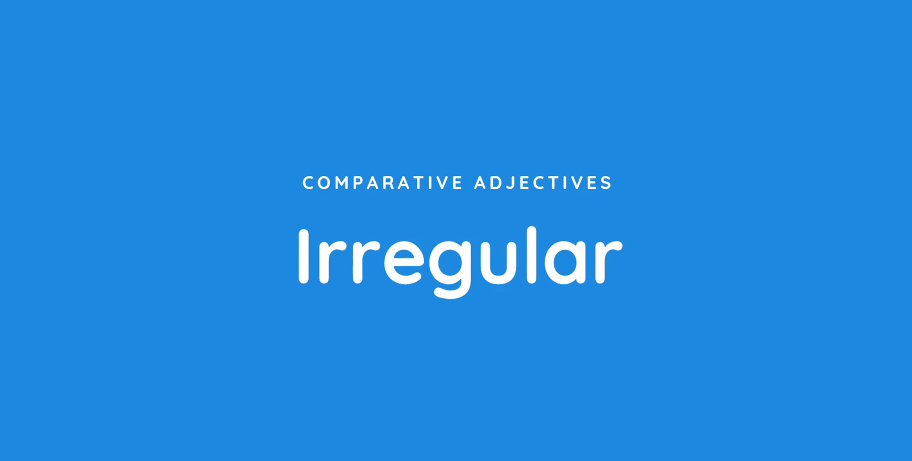 COMPARATIVE ADJECTIVES
Irregular